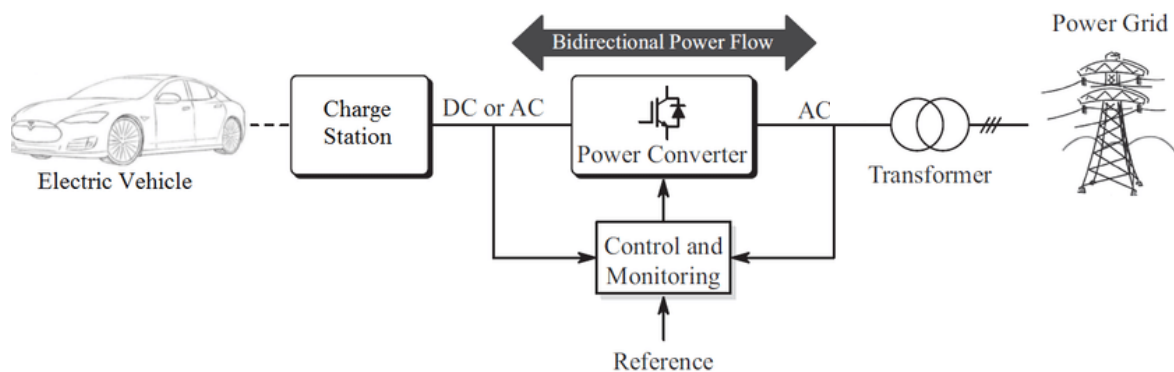 Power Grid
Bidirectional Power Flow
Charge
Station
DC or AC
Power Converter
AC
Transformer
Electric Vehicle
Control and
Monitoring
Reference